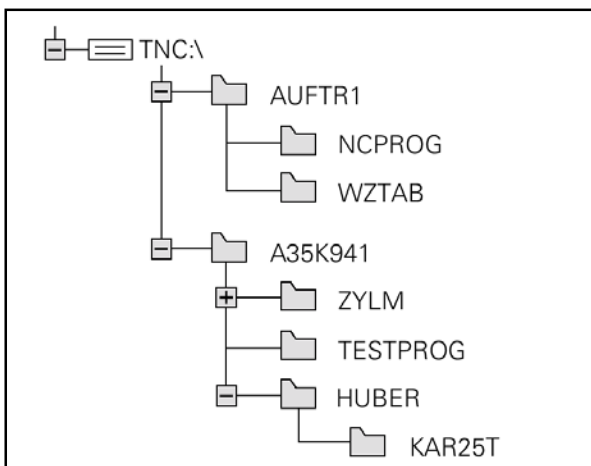 TNC:\
AUFTR1
NCPROG
WZTAB
A35K941
ZYLM
TESTPROG
HUBER
KAR25T